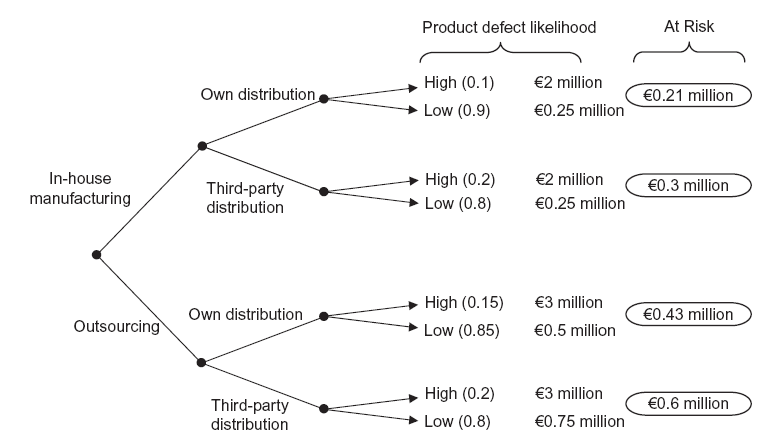 Product defect likelihood At Risk
Own distribution High (0.1) €2 million
Low (0.9) €0.25 million
€0.21 million
In-house
manufacturing
Third-party
distribution
High (0.2) €2 million
Low (0.8) €0.25 million
€0.3 million
Outsourcing
Own distribution High (0.15) €3 million
Low (0.85) €0.5 million
€0.43 million
Third-party
distribution
High (0.2) €3 million
Low (0.8) €0.75 million
€0.6 million